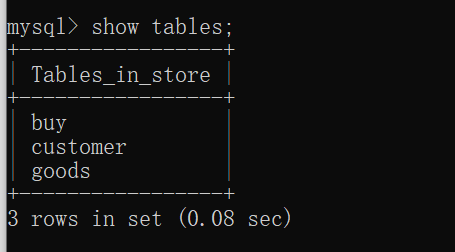 mysql> show tables;
+-----------------+
| Tables_in_store |
+-----------------+
| buy             |
| customer        |
| goods           |
+-----------------+
3 rows in set (0.08 sec)